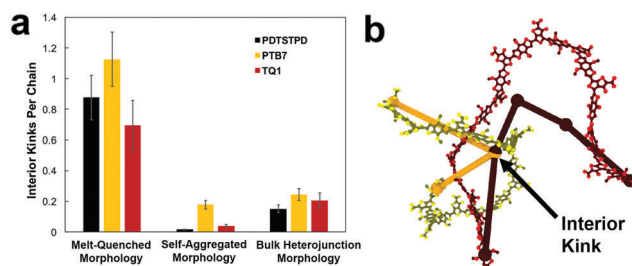 a
Interior Kinks Per Chain
1.4
1.2
1
0.8
0.6
0.4
0.2
0
PDTSTPD
PTB7
TQ1
Melt-Quenched
Morphology
Self-Aggregated
Morphology
Bulk Heterojunction
Morphology
b
Interior
Kink